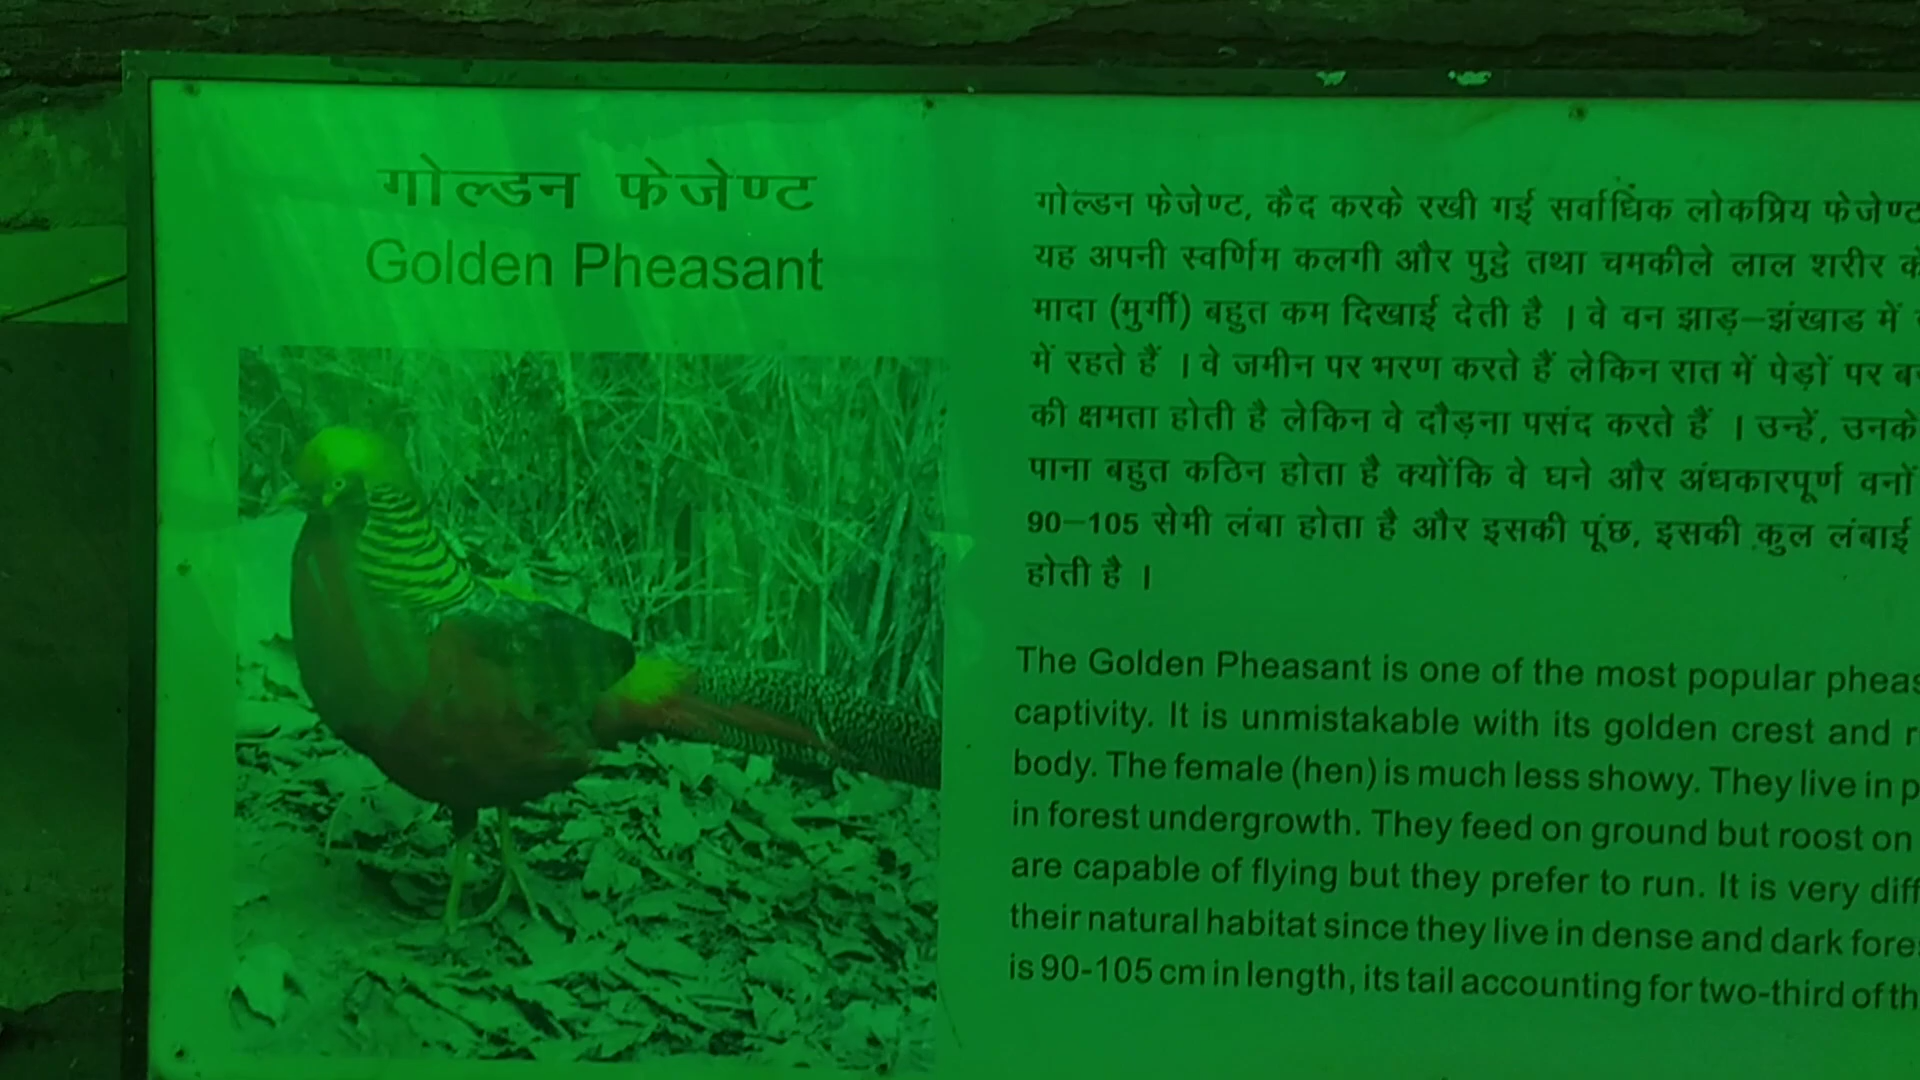 गोल्डन फेजेण्ट
Golden Pheasant
गोल्डन फेजेण्ट, कैद करके रखी गई सर्वाधिक लोकप्रिय फेजेण्ट
यह अपनी स्वर्णिम कलगी और पुट्ठे तथा चमकीले लाल शरीर के
मादा (मुर्गी) बहुत कम दिखाई देती है । वे वन झाड़–झंखाड में
में रहते हैं । वे जमीन पर भरण करते हैं लेकिन रात में पेड़ों पर
की क्षमता होती है लेकिन वे दौड़ना पसंद करते हैं । उन्हें, उनके
पाना बहुत कठिन होता है क्योंकि वे घने और अंधकारपूर्ण वनों
90–105 सेमी लंबा होता है और इसकी पूंछ, इसकी कुल लंबाई
होती है ।
The Golden Pheasant is one of the most popular pheas
captivity. It is unmistakable with its golden crest and r
body. The female (hen) is much less showy. They live in p
in forest undergrowth. They feed on ground but roost on
are capable of flying but they prefer to run. It is very diff
their natural habitat since they live in dense and dark fore
is 90-105 cm in length, its tail accounting for two-third of th